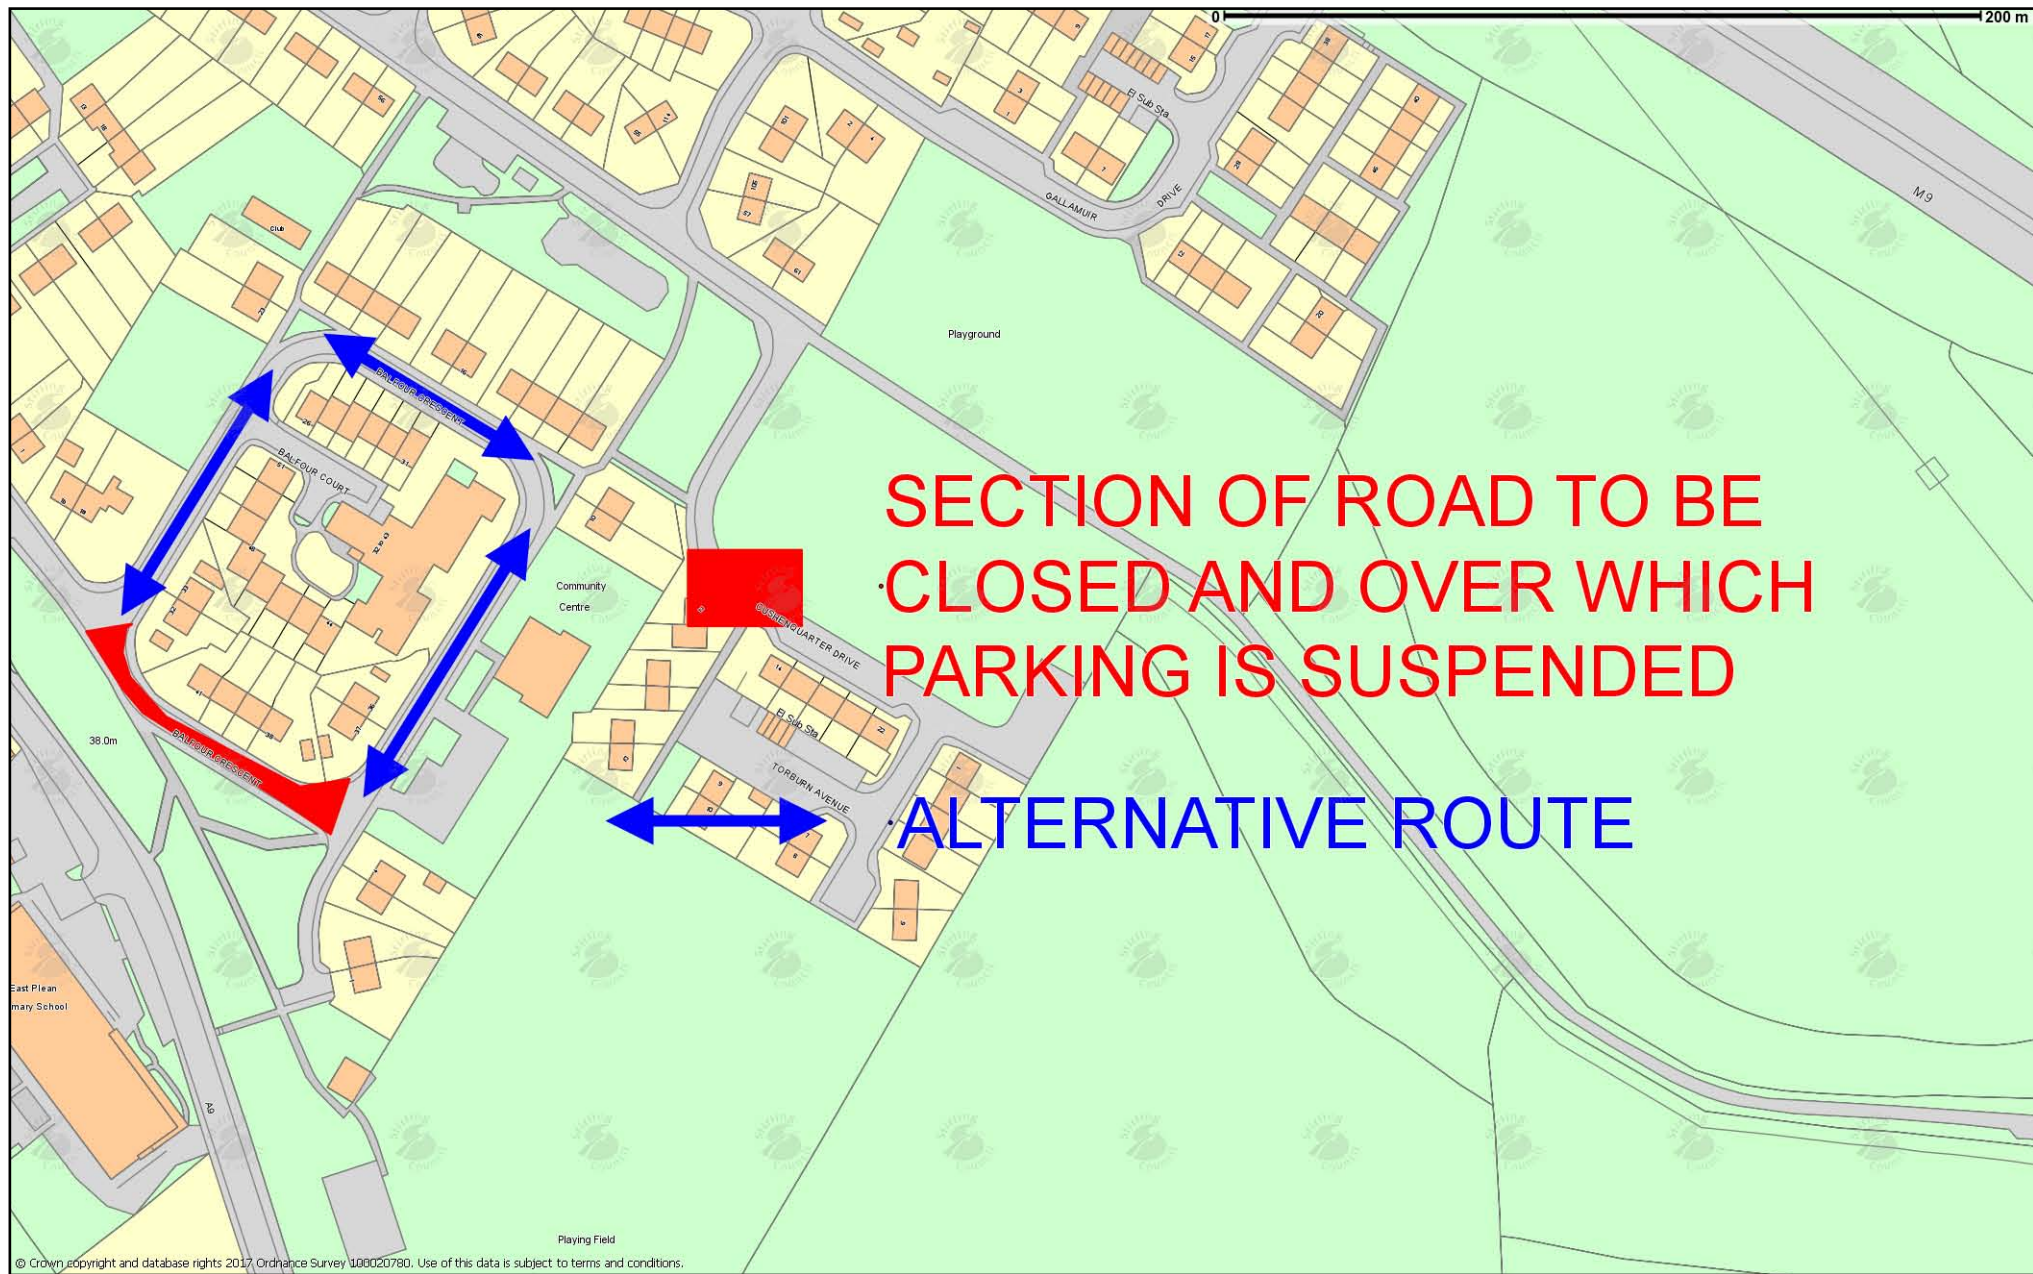 0
200 m
El Sub Sta
M9
GALLAMUIR
DRIVE
Club
Playground
BALFOUR CRESCENT
BALFOUR COURT
SECTION OF ROAD TO BE
CLOSED AND OVER WHICH
PARKING IS SUSPENDED
Community
Centre
CUSHENQUARTER DRIVE
El Sub Sta
38.0m
BALFOUR CRESCENT
TORBURN AVENUE
ALTERNATIVE ROUTE
East Plean
mary School
A9
Playing Field
© Crown copyright and database rights 2017 Ordnance Survey 100020780. Use of this data is subject to terms and conditions.